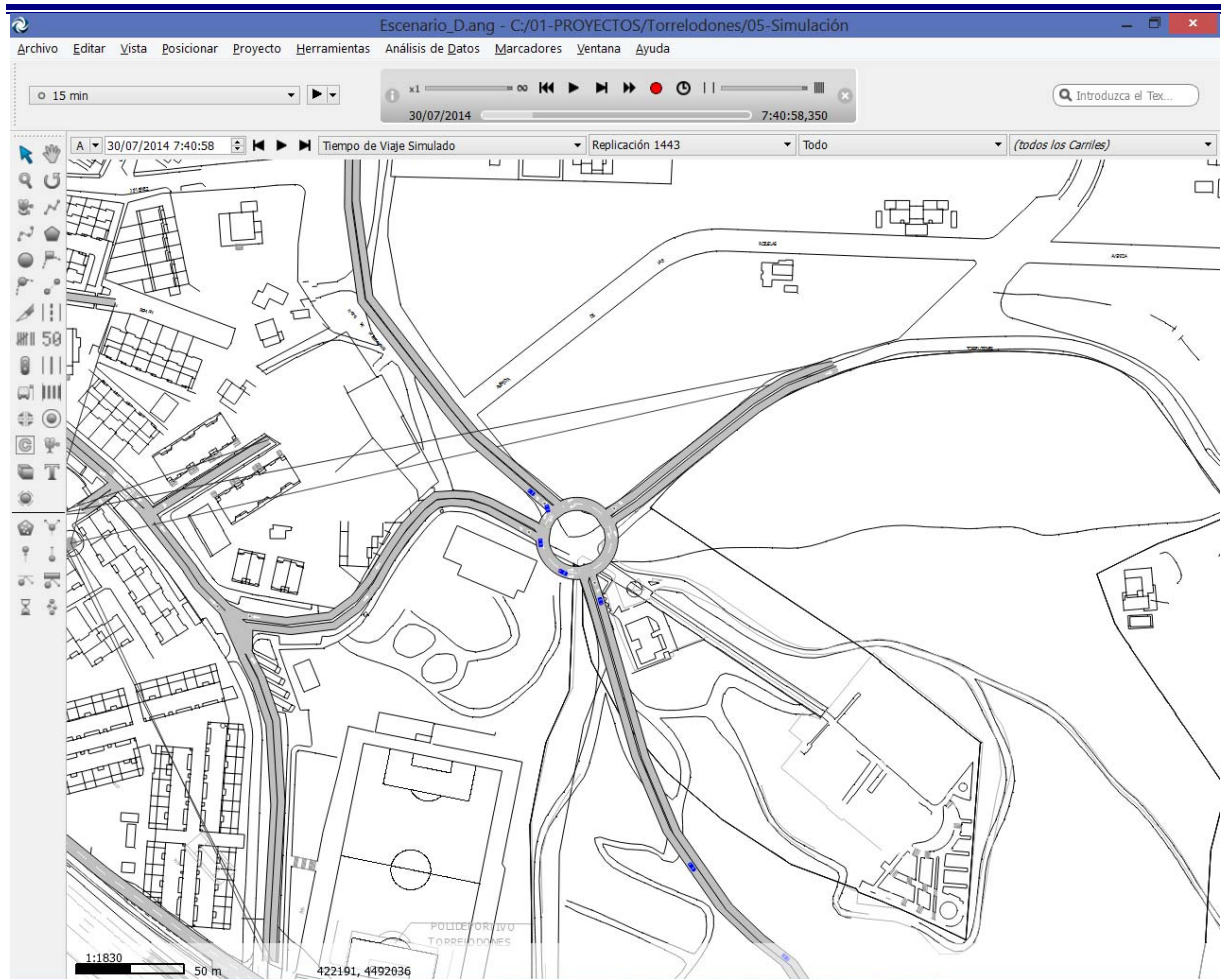 Escenario_D.ang - C:/01-PROYECTOS/Torrelodones/05-Simulación
Archivo Editar Vista Posicionar Proyecto Herramientas Análisis de Datos Marcadores Ventana Ayuda
15 min
x1 ∞
30/07/2014 7:40:58,350
Introduzca el Tex...
A 30/07/2014 7:40:58 Tiempo de Viaje Simulado Replicación 1443 Todo (todos los Carriles)
50
POLIDEPORTIVO
TORRELODONES
1:1830
50 m
422191, 4492036